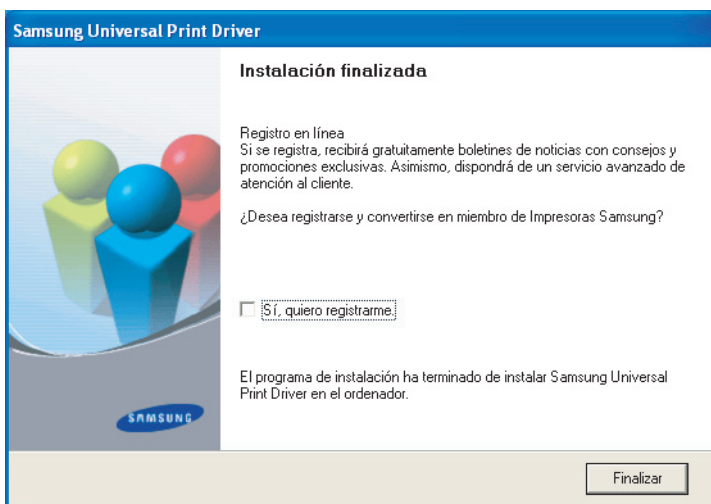 Samsung Universal Print Driver
Instalación finalizada
Registro en línea
Si se registra, recibirá gratuitamente boletines de noticias con consejos y
promociones exclusivas. Asimismo, dispondrá de un servicio avanzado de
atención al cliente.
¿Desea registrarse y convertirse en miembro de Impresoras Samsung?
Sí, quiero registrarme.
El programa de instalación ha terminado de instalar Samsung Universal
Print Driver en el ordenador.
SAMSUNG
Finalizar